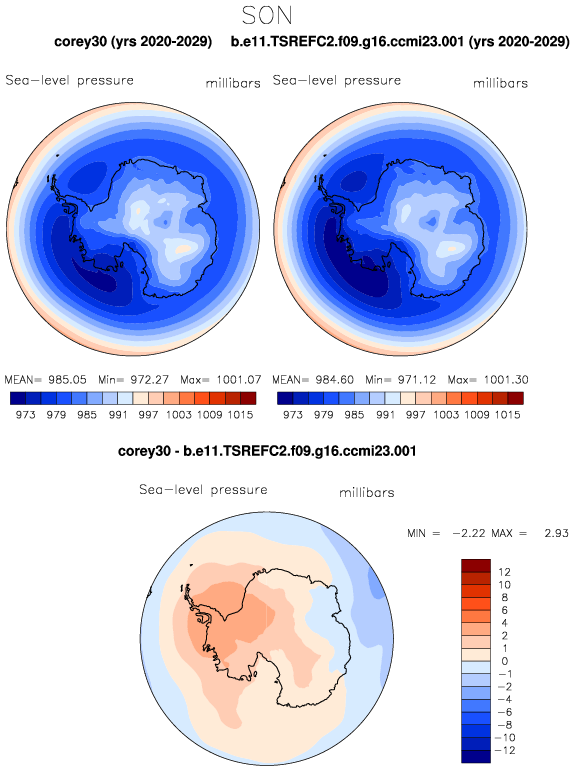 SON
corey30 (yrs 2020-2029) b.e11.TSREFC2.f09.g16.ccmi23.001 (yrs 2020-2029)
Sea-level pressure millibars Sea-level pressure millibars
MEAN= 985.05 Min= 972.27 Max= 1001.07 MEAN= 984.60 Min= 971.12 Max= 1001.30
973 979 985 991 997 1003 1009 1015 973 979 985 991 997 1003 1009 1015
corey30 - b.e11.TSREFC2.f09.g16.ccmi23.001
Sea-level pressure millibars
MIN = -2.22 MAX = 2.93
12
10
8
6
4
2
1
0
-1
-2
-4
-6
-8
-10
-12